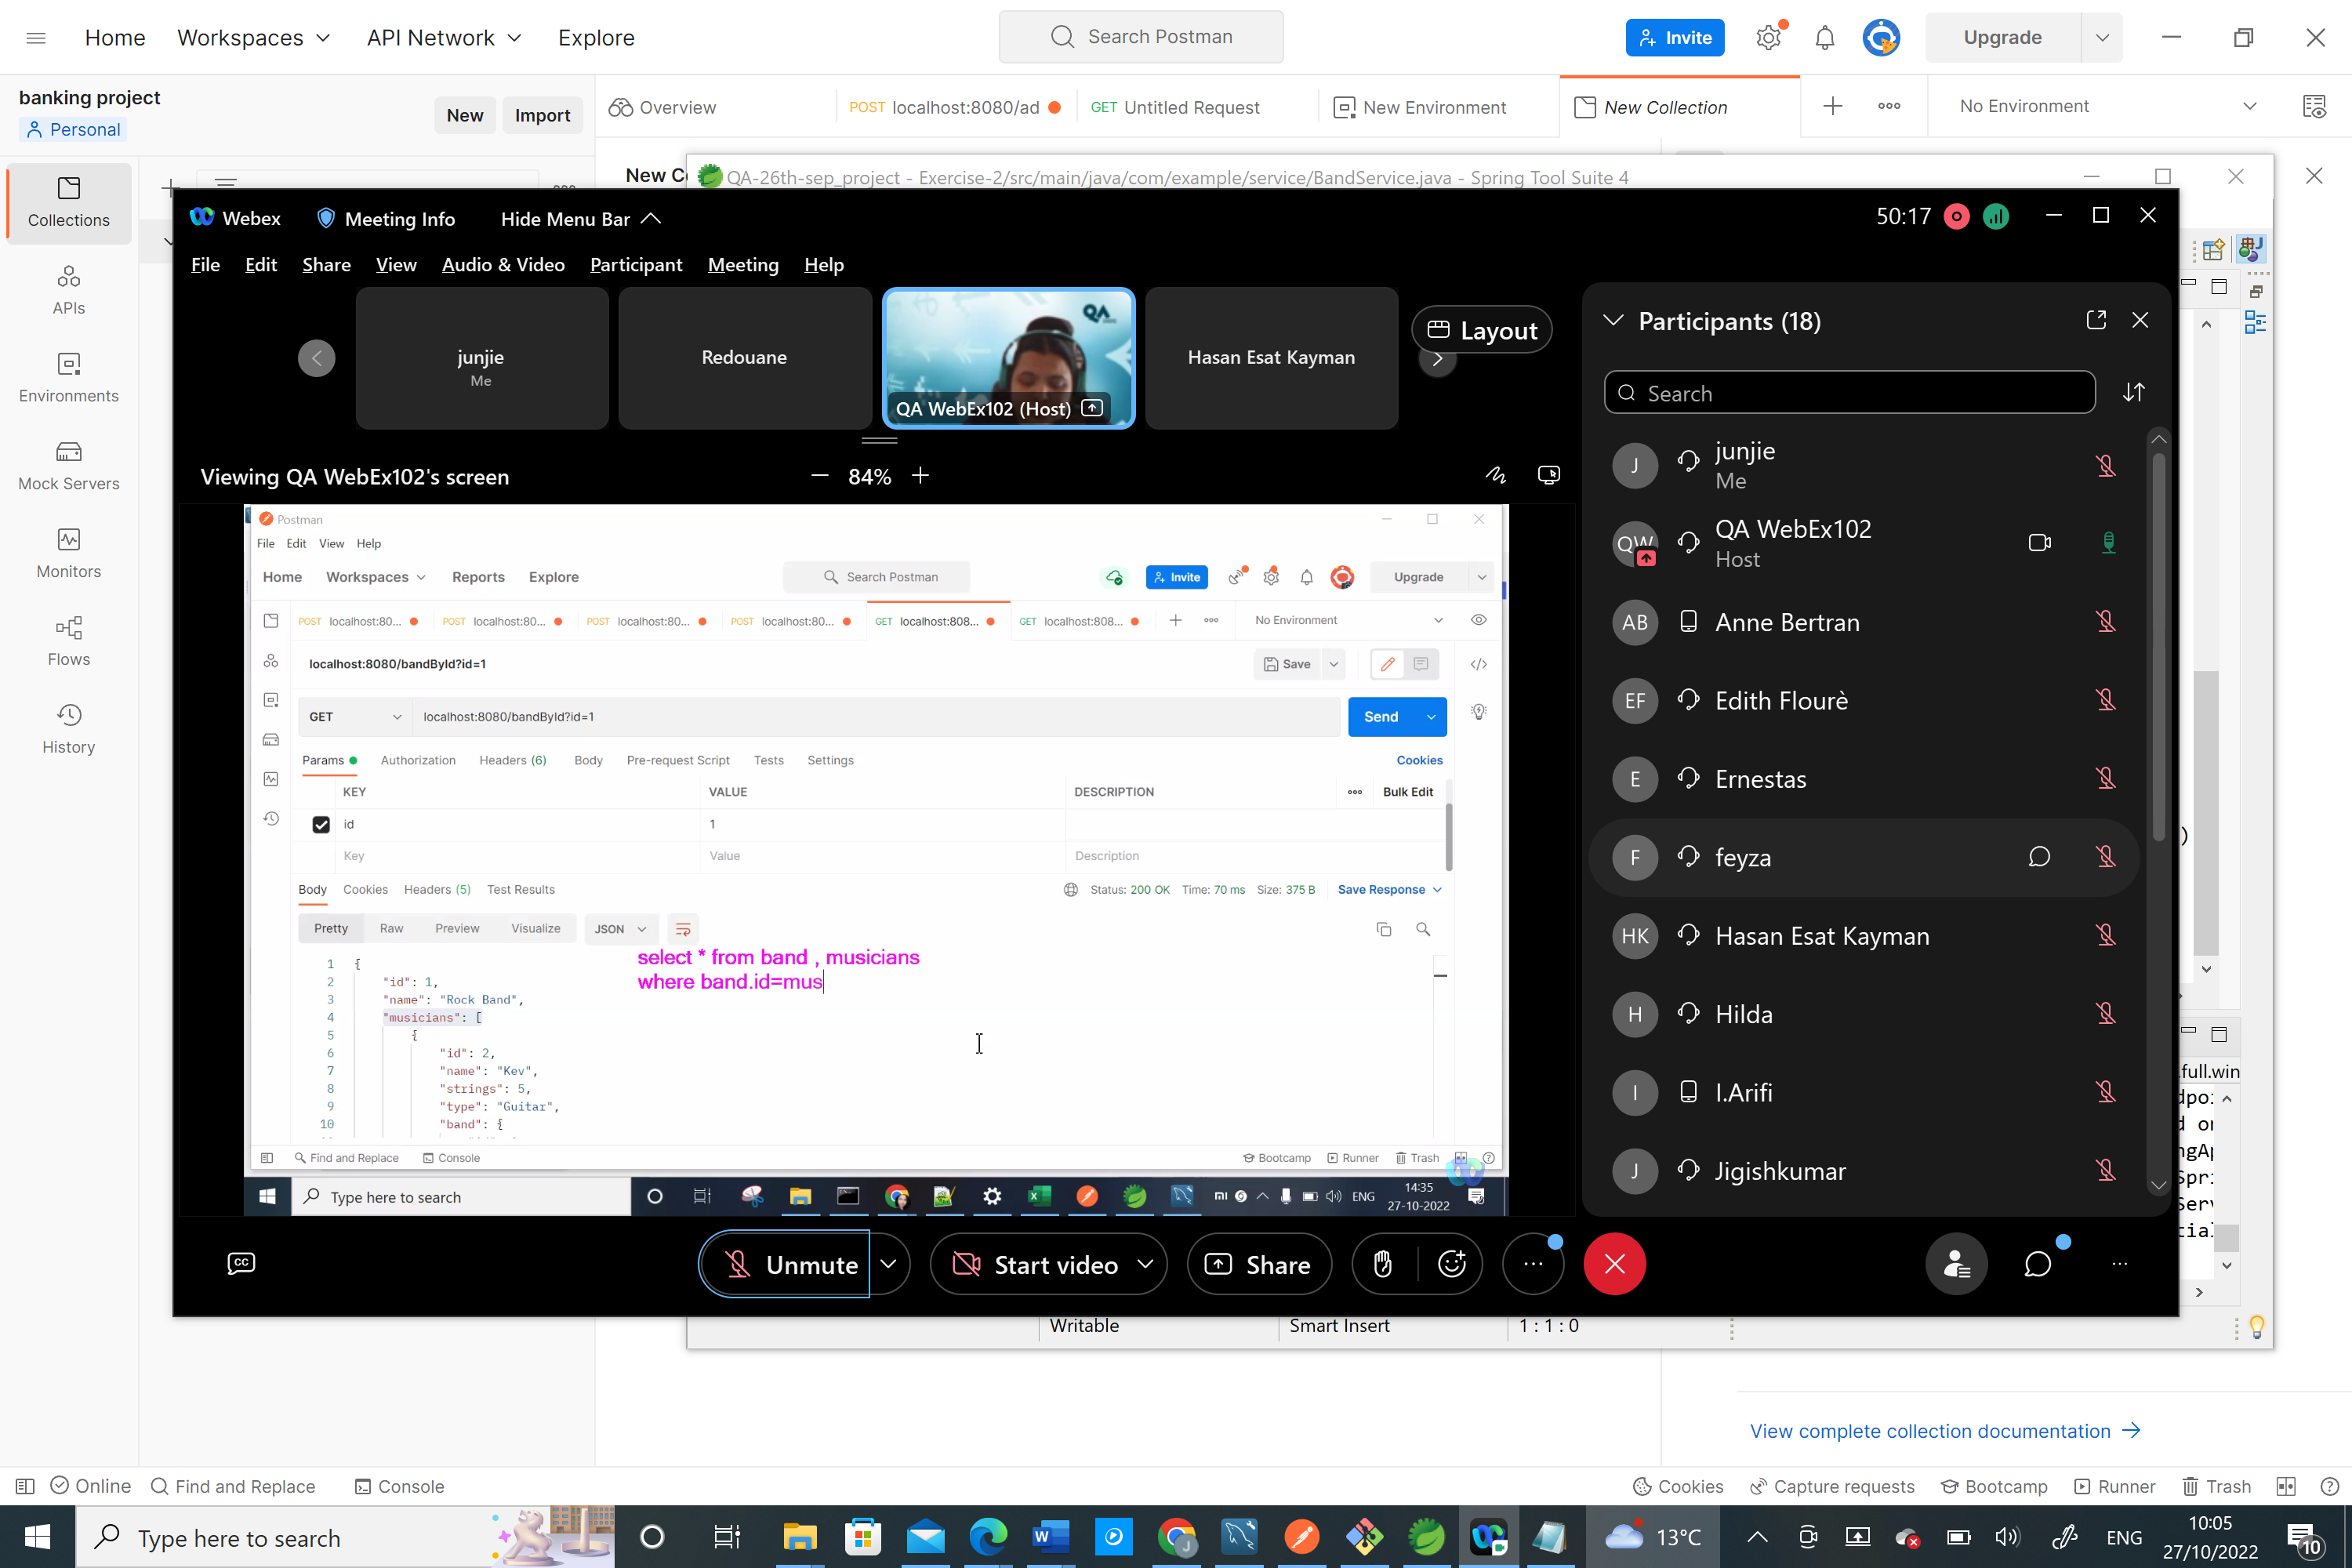 Home Workspaces API Network Explore Search Postman Invite Upgrade
banking project
Personal
New Import
Overview POST localhost:8080/ad GET Untitled Request New Environment New Collection No Environment
New Co
QA-26th-sep_project - Exercise-2/src/main/java/com/example/service/BandService.java - Spring Tool Suite 4
Collections
APIs
Environments
Mock Servers
Monitors
Flows
History
Webex Meeting Info Hide Menu Bar 50:17
File Edit Share View Audio & Video Participant Meeting Help
junjie
Me
Redouane
QA
QA WebEx102 (Host)
Hasan Esat Kayman
Layout
Viewing QA WebEx102's screen 84%
Postman
File Edit View Help
Home Workspaces Reports Explore Search Postman Invite Upgrade
POST localhost:80... POST localhost:80... POST localhost:80... POST localhost:80... GET localhost:808... GET localhost:808... No Environment
localhost:8080/bandById?id=1 Save
GET localhost:8080/bandById?id=1 Send
Params Authorization Headers (6) Body Pre-request Script Tests Settings Cookies
KEY VALUE DESCRIPTION Bulk Edit
id 1
Key Value Description
Body Cookies Headers (5) Test Results Status: 200 OK Time: 70 ms Size: 375 B Save Response
Pretty Raw Preview Visualize JSON
select * from band , musicians
where band.id=mus
1 {
2 "id": 1,
3 "name": "Rock Band",
4 "musicians": [
5 {
6 "id": 2,
7 "name": "Kev",
8 "strings": 5,
9 "type": "Guitar",
10 "band": {
Find and Replace Console Bootcamp Runner Trash
Type here to search ENG 14:35
27-10-2022
Participants (18)
Search
J junjie
Me
QW QA WebEx102
Host
AB Anne Bertran
EF Edith Flourè
E Ernestas
F feyza
HK Hasan Esat Kayman
H Hilda
I I.Arifi
J Jigishkumar
)
.full.win
CC Unmute Start video Share
Writable Smart Insert 1 : 1 : 0
View complete collection documentation
Online Find and Replace Console Cookies Capture requests Bootcamp Runner Trash
Type here to search 13°C ENG 10:05
27/10/2022 10